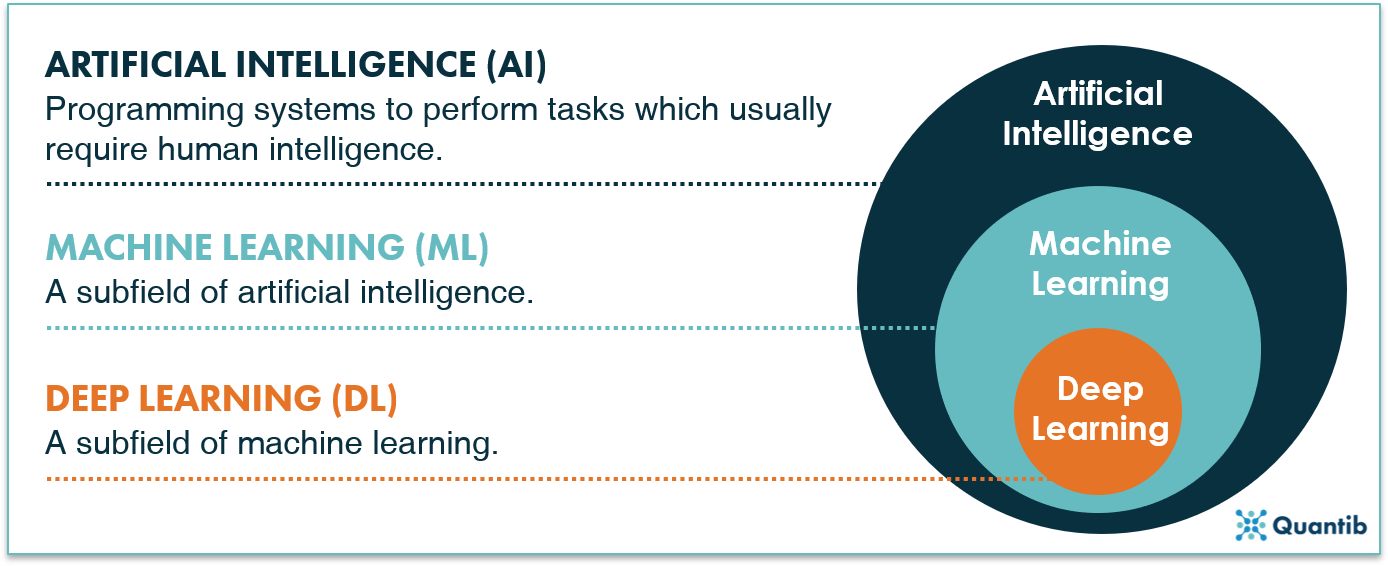 ARTIFICIAL INTELLIGENCE (AI)
Programming systems to perform tasks which usually
require human intelligence.
MACHINE LEARNING (ML)
A subfield of artificial intelligence.
DEEP LEARNING (DL)
A subfield of machine learning.
Artificial
Intelligence
Machine
Learning
Deep
Learning
Quantib